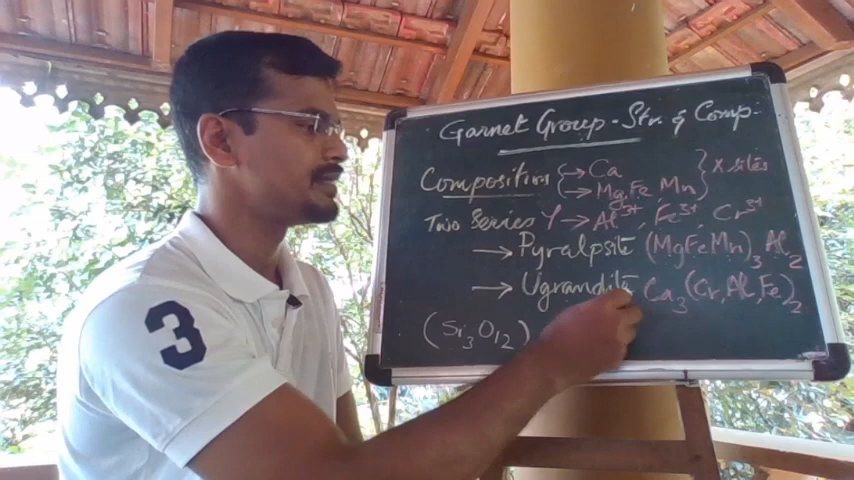 Garnet Group - Str. & Comp.
Composition { → Ca } X sites
→ Mg, Fe Mn
Two Series Y → Al³⁺, Fe³⁺, Cr³⁺
→ Pyralpsite (MgFeMn)₃ Al₂
→ Ugrandite Ca₃(Cr,Al,Fe)₂
(Si₃O₁₂)
3